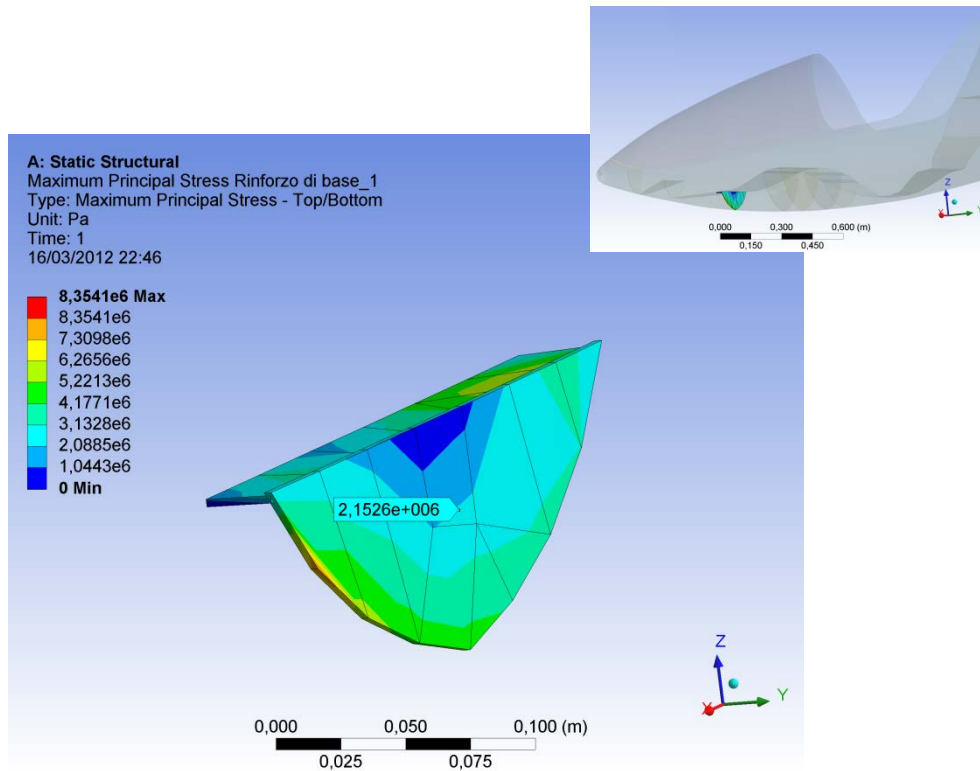 Z
X
Y
0,000
0,300
0,600 (m)
0,150
0,450
A: Static Structural
Maximum Principal Stress Rinforzo di base_1
Type: Maximum Principal Stress - Top/Bottom
Unit: Pa
Time: 1
16/03/2012 22:46
8,3541e6 Max
8,3541e6
7,3098e6
6,2656e6
5,2213e6
4,1771e6
3,1328e6
2,0885e6
1,0443e6
0 Min
2,1526e+006
Z
X
Y
0,000
0,050
0,100 (m)
0,025
0,075